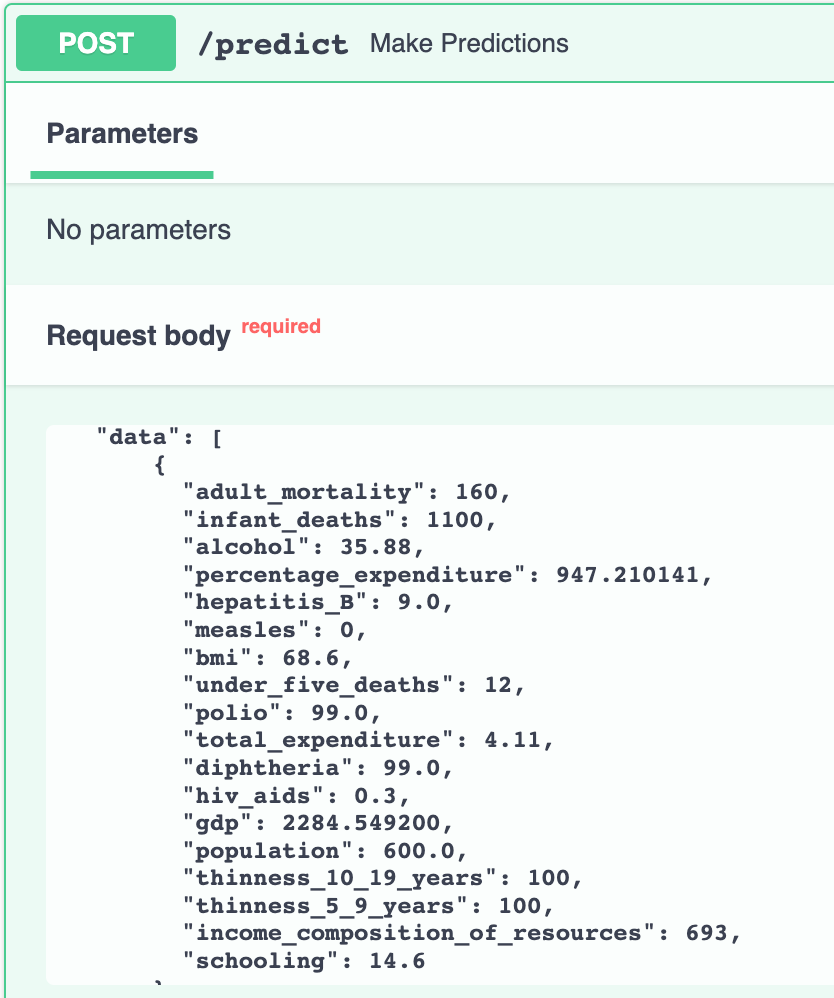 POST /predict Make Predictions
Parameters
No parameters
Request body required
"data": [
{
"adult_mortality": 160,
"infant_deaths": 1100,
"alcohol": 35.88,
"percentage_expenditure": 947.210141,
"hepatitis_B": 9.0,
"measles": 0,
"bmi": 68.6,
"under_five_deaths": 12,
"polio": 99.0,
"total_expenditure": 4.11,
"diphtheria": 99.0,
"hiv_aids": 0.3,
"gdp": 2284.549200,
"population": 600.0,
"thinness_10_19_years": 100,
"thinness_5_9_years": 100,
"income_composition_of_resources": 693,
"schooling": 14.6
}